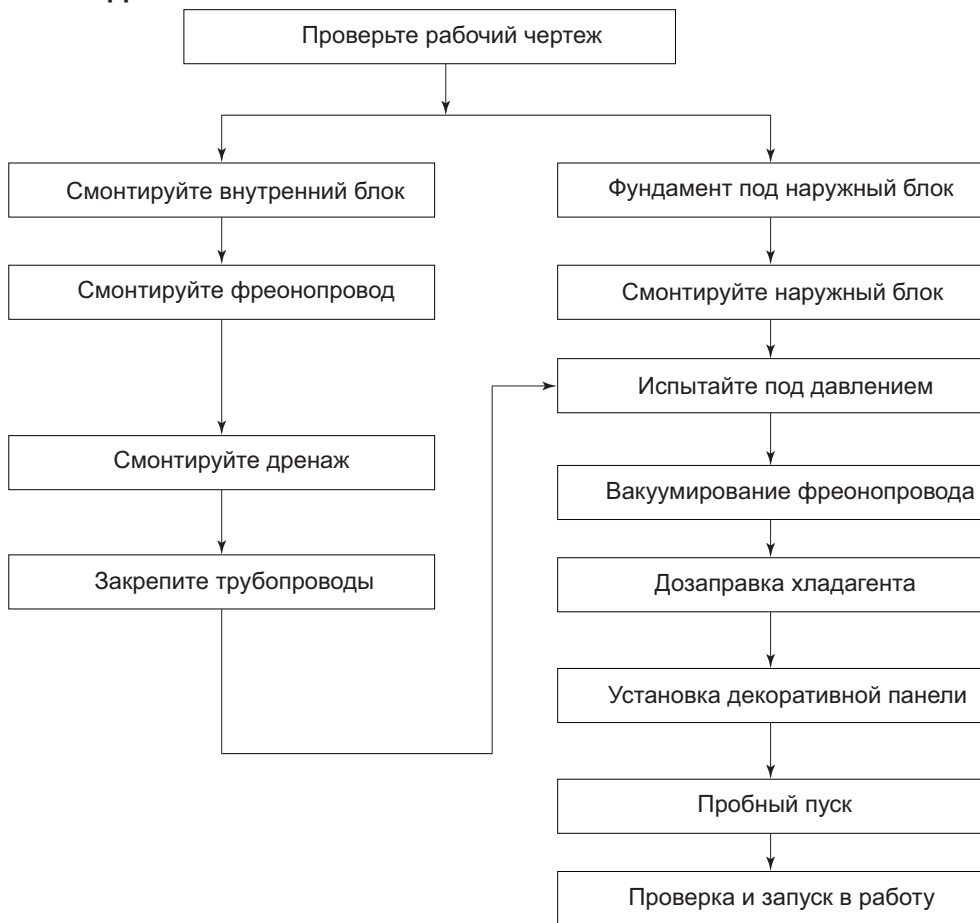 Проверьте рабочий чертеж
Смонтируйте внутренний блок
Фундамент под наружный блок
Смонтируйте фреонопровод
Смонтируйте наружный блок
Испытайте под давлением
Смонтируйте дренаж
Вакуумирование фреонопровода
Закрепите трубопроводы
Дозаправка хладагента
Установка декоративной панели
Пробный пуск
Проверка и запуск в работу